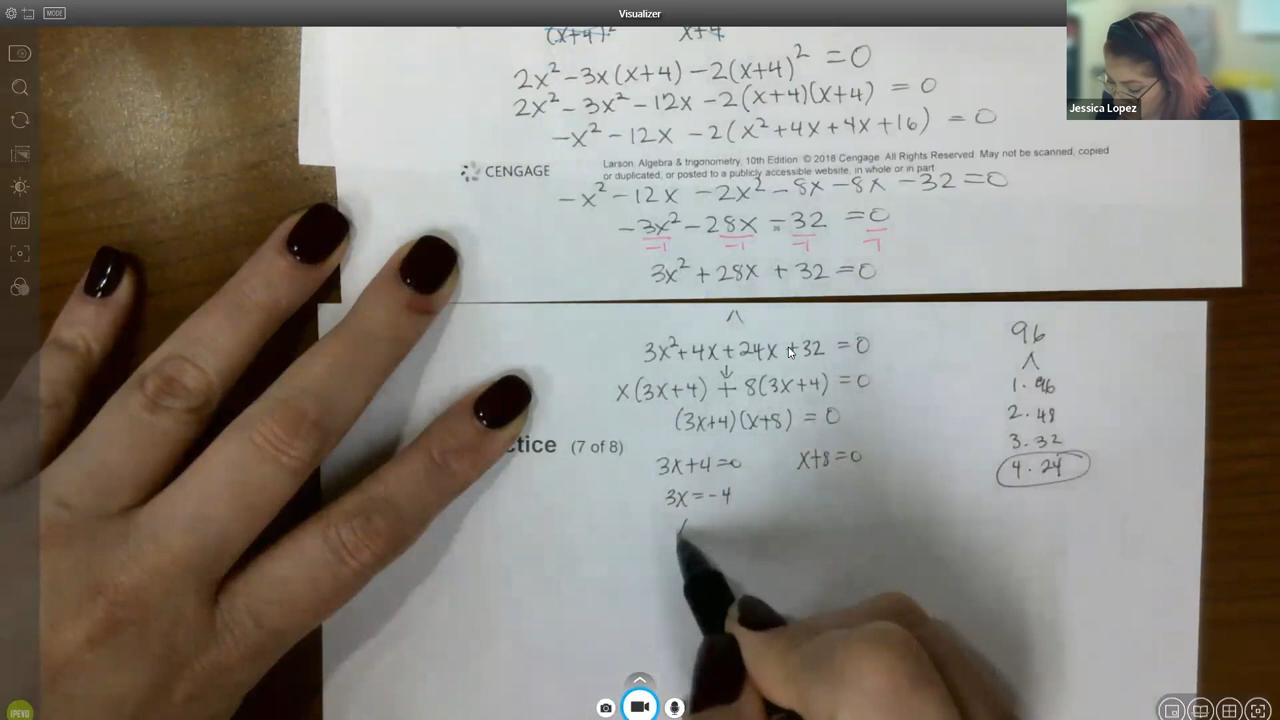 Visualizer
MODE
Jessica Lopez
(x+4)² x+4
2x² - 3x(x+4) - 2(x+4)² = 0
2x² - 3x² - 12x - 2(x+4)(x+4) = 0
-x² - 12x - 2(x² + 4x + 4x + 16) = 0
CENGAGE
Larson, Algebra & trigonometry, 10th Edition. © 2018 Cengage. All Rights Reserved. May not be scanned, copied
or duplicated, or posted to a publicly accessible website, in whole or in part.
-x² - 12x - 2x² - 8x - 8x - 32 = 0
-3x² - 28x - 32 = 0
-1 -1 -1 -1
3x² + 28x + 32 = 0
3x² + 4x + 24x + 32 = 0
x(3x+4) + 8(3x+4) = 0
(3x+4)(x+8) = 0
ctice (7 of 8)
3x+4=0 x+8=0
3x = -4
96
1 · 96
2 · 48
3 · 32
4 · 24
WB
IPEVO